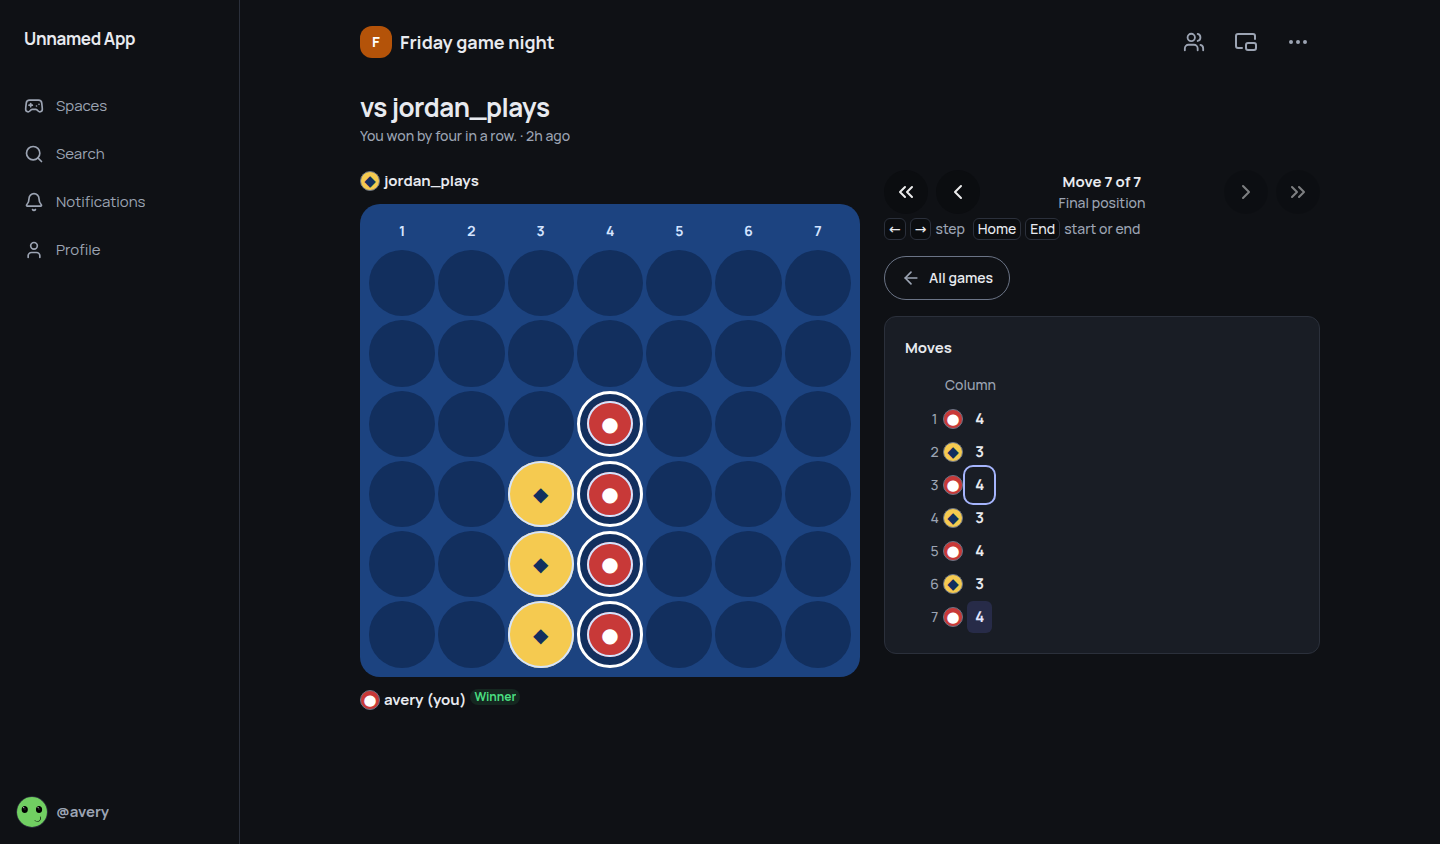 Unnamed App
Spaces
Search
Notifications
Profile
@avery
F Friday game night
vs jordan_plays
You won by four in a row. · 2h ago
jordan_plays
1 2 3 4 5 6 7
avery (you) Winner
Move 7 of 7
Final position
← → step Home End start or end
All games
Moves
Column
1 4
2 3
3 4
4 3
5 4
6 3
7 4